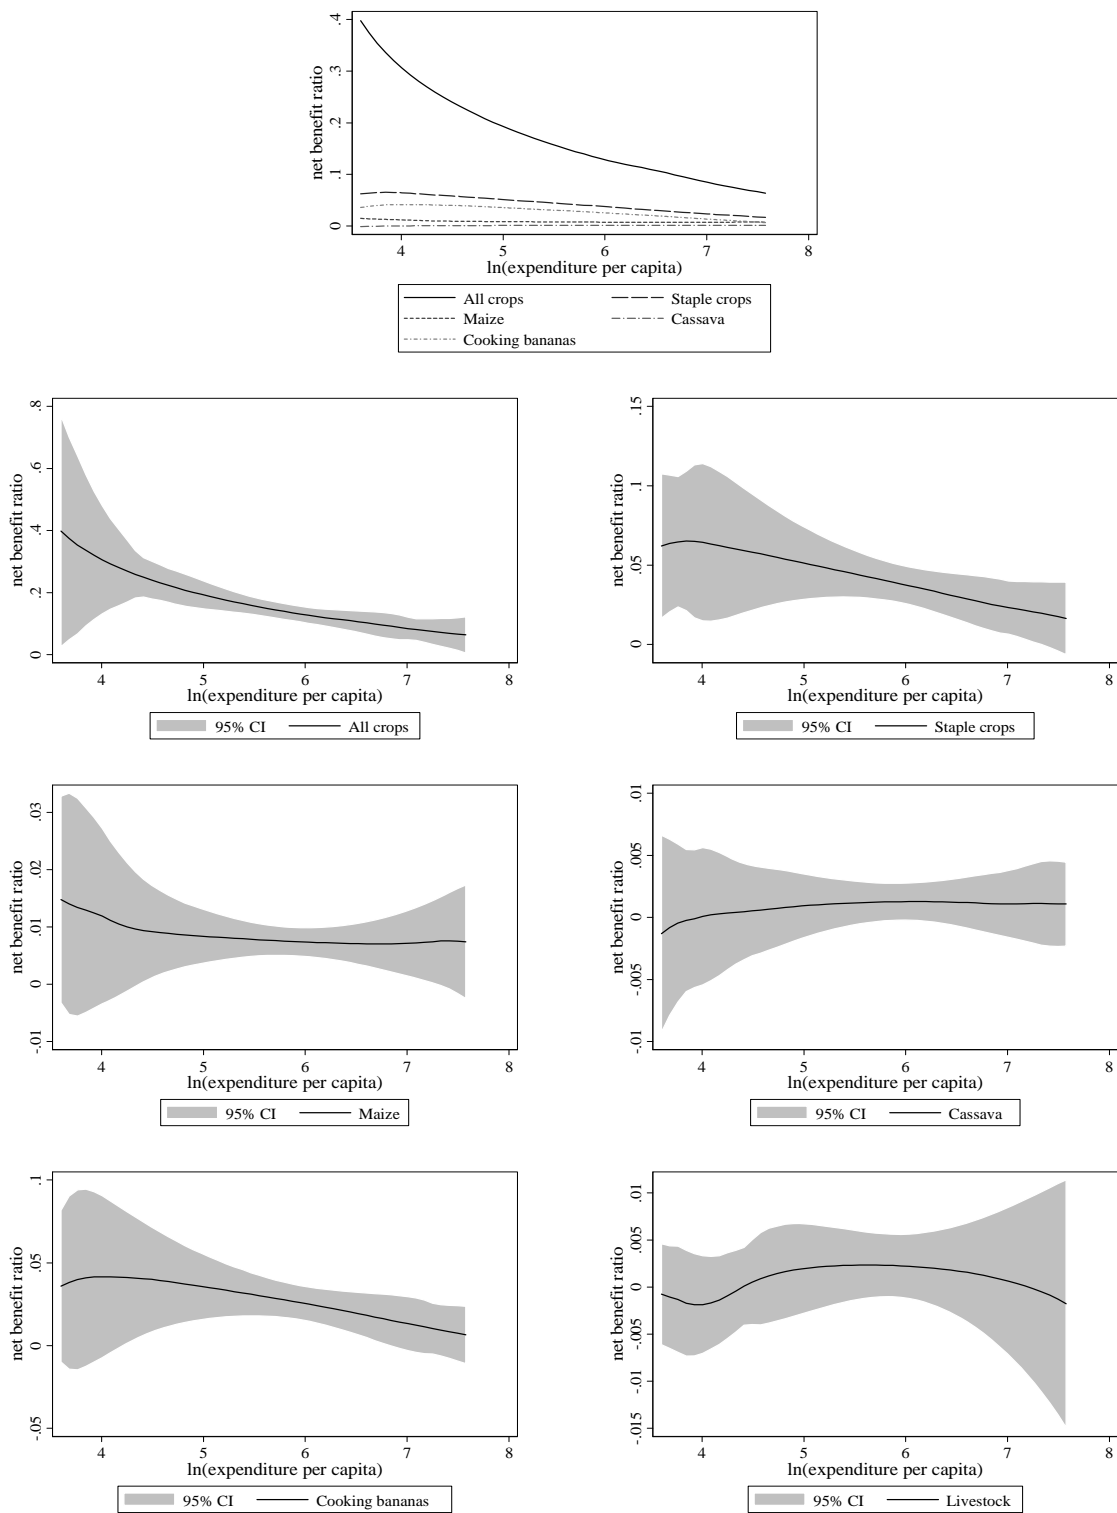 net benefit ratio
.4
.3
.2
.1
0
4 5 6 7 8
ln(expenditure per capita)
All crops Staple crops
Maize Cassava
Cooking bananas
net benefit ratio
.8
.6
.4
.2
0
4 5 6 7 8
ln(expenditure per capita)
95% CI All crops
net benefit ratio
.15
.1
.05
0
4 5 6 7 8
ln(expenditure per capita)
95% CI Staple crops
net benefit ratio
.03
.02
.01
0
-.01
4 5 6 7 8
ln(expenditure per capita)
95% CI Maize
net benefit ratio
.01
.005
0
-.005
-.01
4 5 6 7 8
ln(expenditure per capita)
95% CI Cassava
net benefit ratio
.1
.05
0
-.05
4 5 6 7 8
ln(expenditure per capita)
95% CI Cooking bananas
net benefit ratio
.01
.005
0
-.005
-.01
-.015
4 5 6 7 8
ln(expenditure per capita)
95% CI Livestock